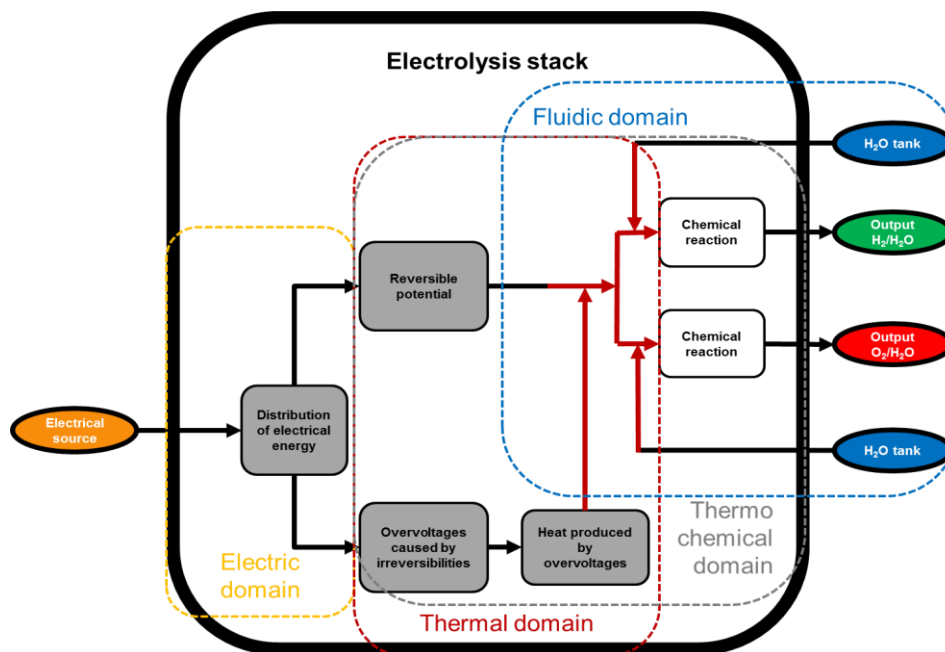 Electrolysis stack
Fluidic domain
H₂O tank
Chemical
reaction
Output
H₂/H₂O
Reversible
potential
Chemical
reaction
Output
O₂/H₂O
Electrical
source
Distribution
of electrical
energy
H₂O tank
Overvoltages
caused by
irreversibilities
Heat produced
by
overvoltages
Thermo
chemical
domain
Electric
domain
Thermal domain